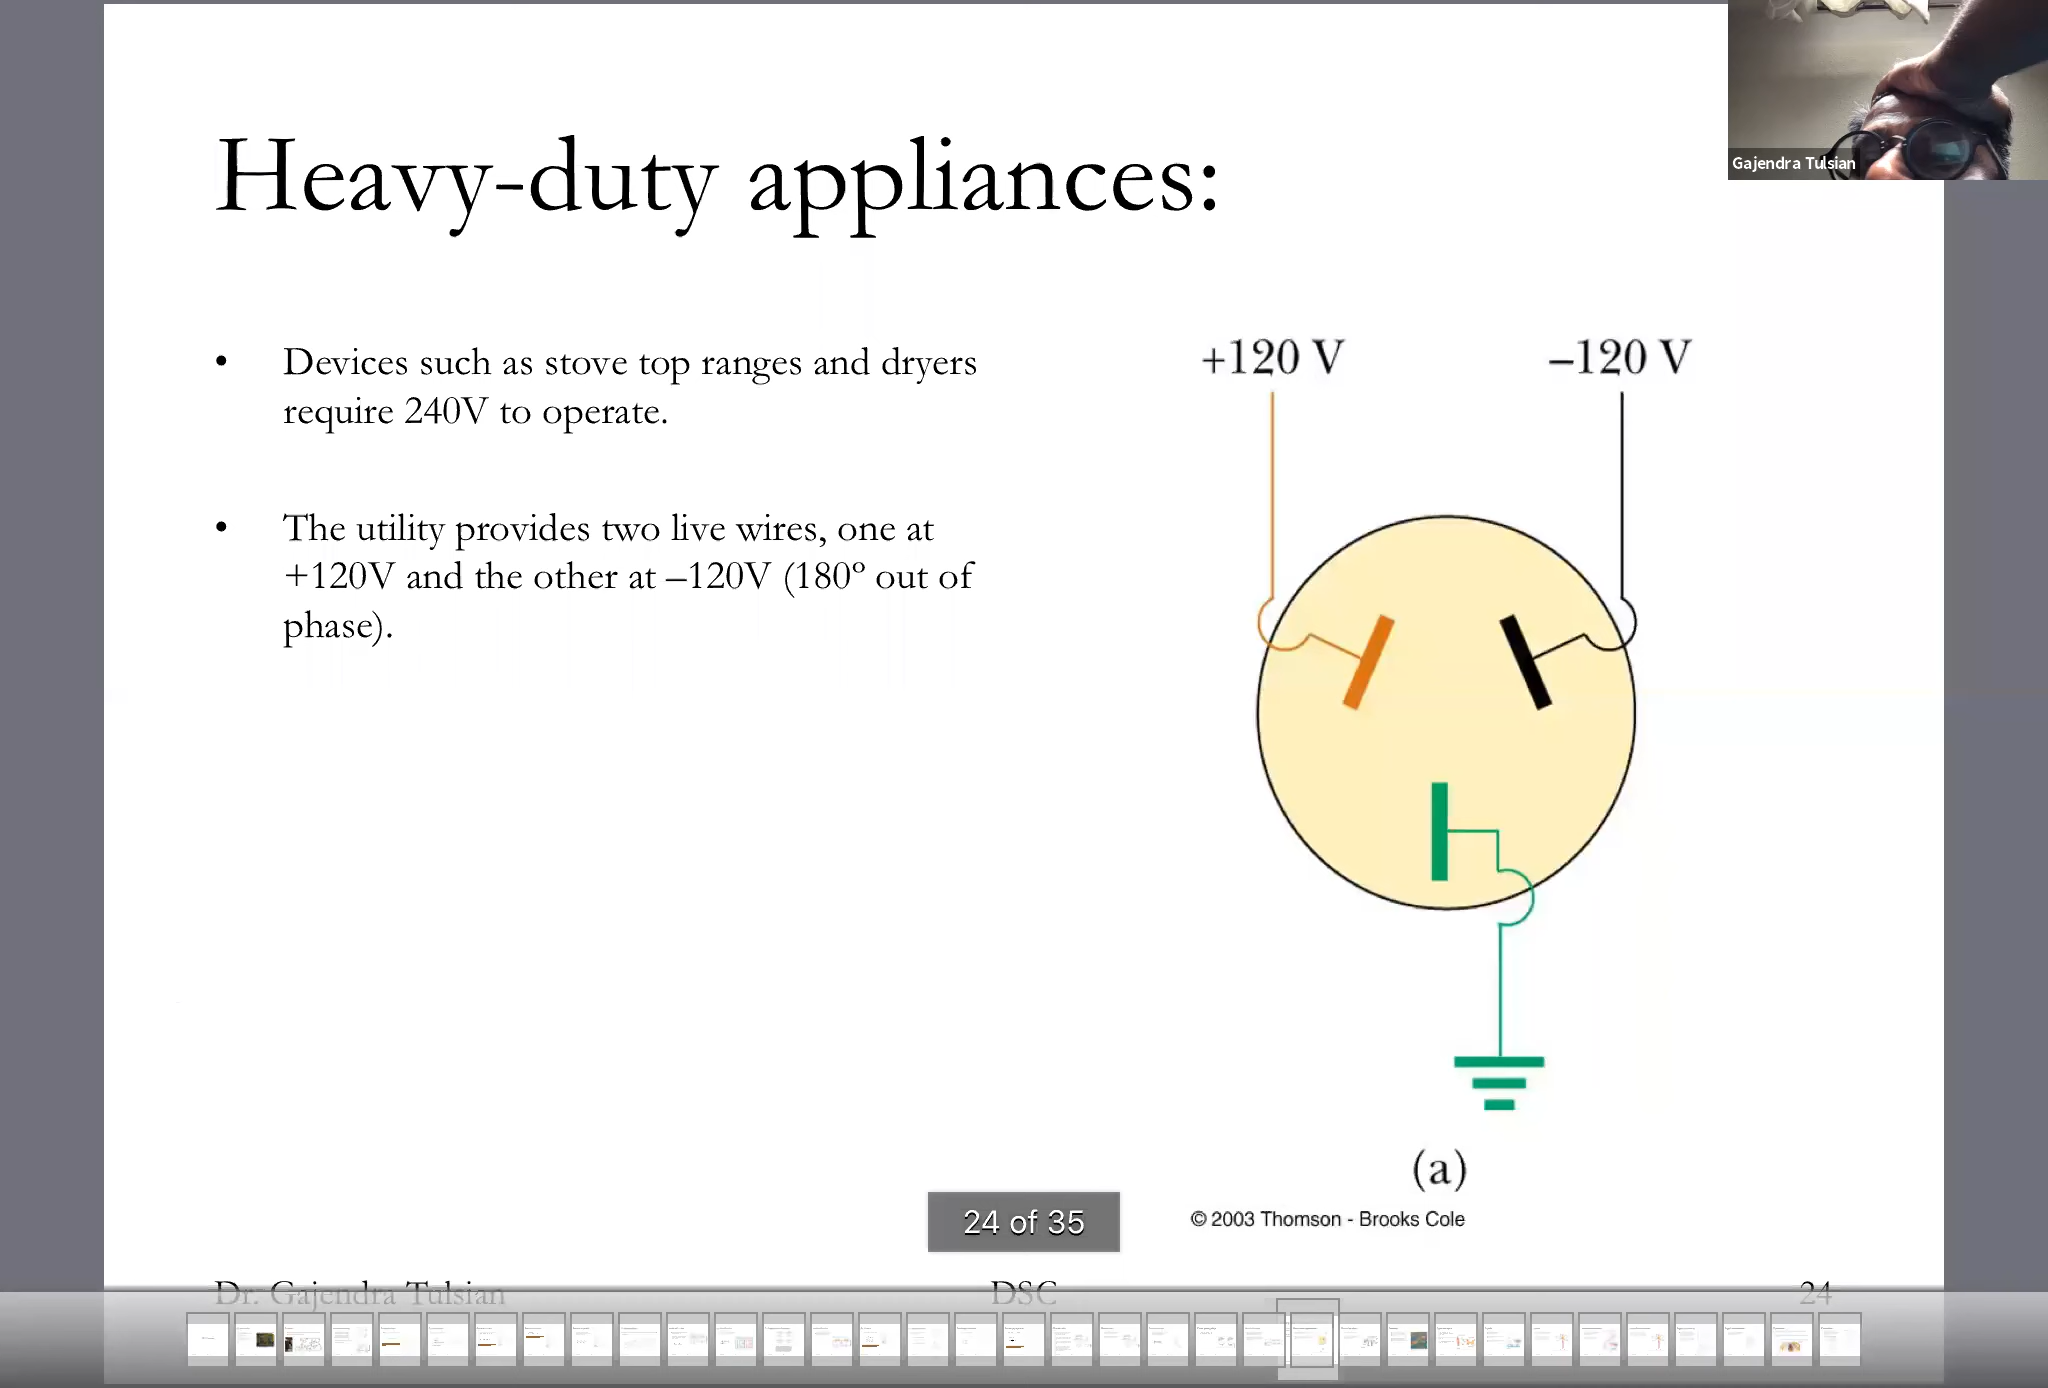 Heavy-duty appliances:
Gajendra Tulsian
• Devices such as stove top ranges and dryers
require 240V to operate.
• The utility provides two live wires, one at
+120V and the other at –120V (180º out of
phase).
+120 V
–120 V
(a)
© 2003 Thomson - Brooks Cole
24 of 35
Dr. Gajendra Tulsian
DSC
24